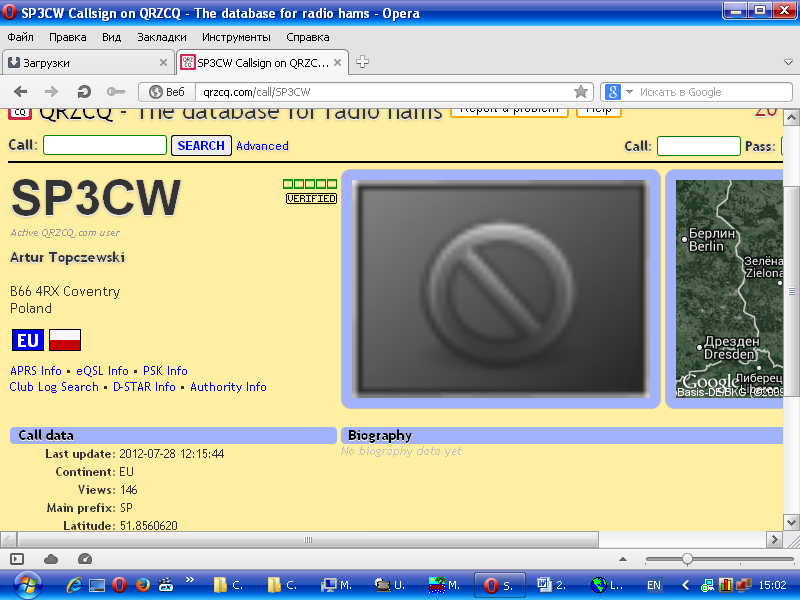 SP3CW Callsign on QRZCQ - The database for radio hams - Opera
Файл Правка Вид Закладки Инструменты Справка
Загрузки
SP3CW Callsign on QRZC...
Веб qrzcq.com/call/SP3CW
Искать в Google
QRZCQ - The database for radio hams
Report a problem Help
Call: SEARCH Advanced
Call: Pass:
SP3CW
VERIFIED
Active QRZCQ.com user
Artur Topczewski
B66 4RX Coventry
Poland
EU
APRS Info • eQSL Info • PSK Info
Club Log Search • D-STAR Info • Authority Info
Берлин
Berlin
Зелёна
Zielona
Дрезден
Dresden
Либерец
Google
Basis-DE/BKG (©2009
Call data
Last update: 2012-07-28 12:15:44
Continent: EU
Views: 146
Main prefix: SP
Latitude: 51.8560620
Biography
No biography data yet
C. C. M. U. M. S. 2. L.. EN 15:02